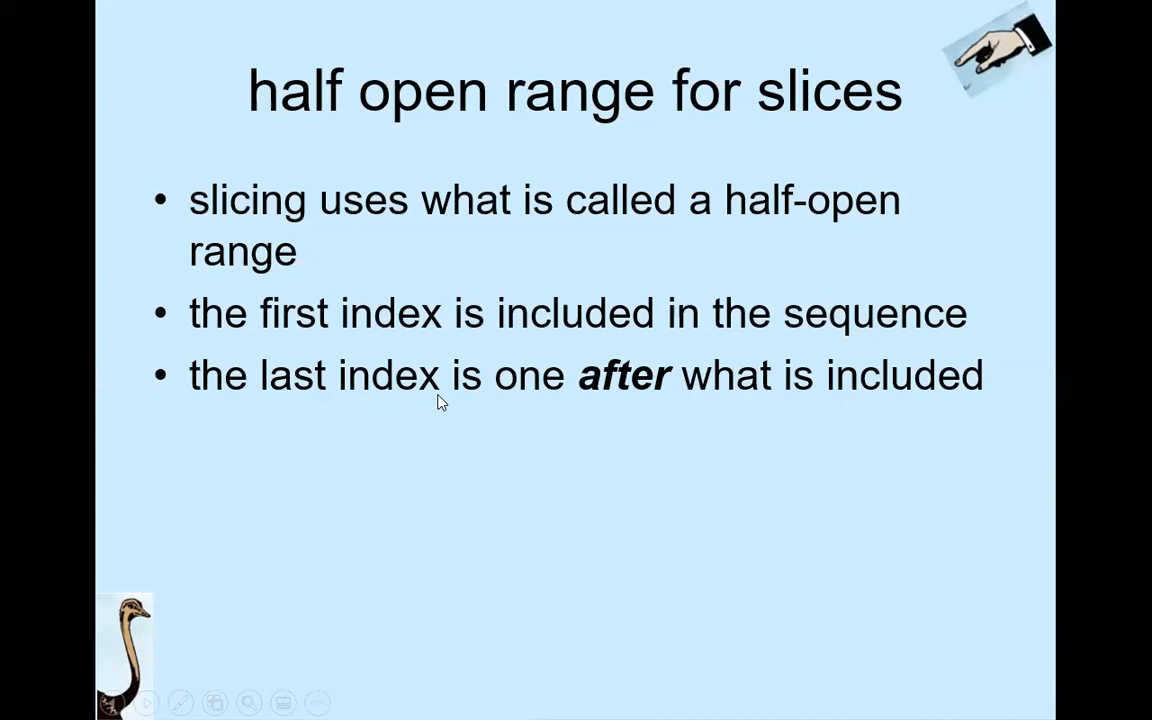 half open range for slices
• slicing uses what is called a half-open
range
• the first index is included in the sequence
• the last index is one after what is included